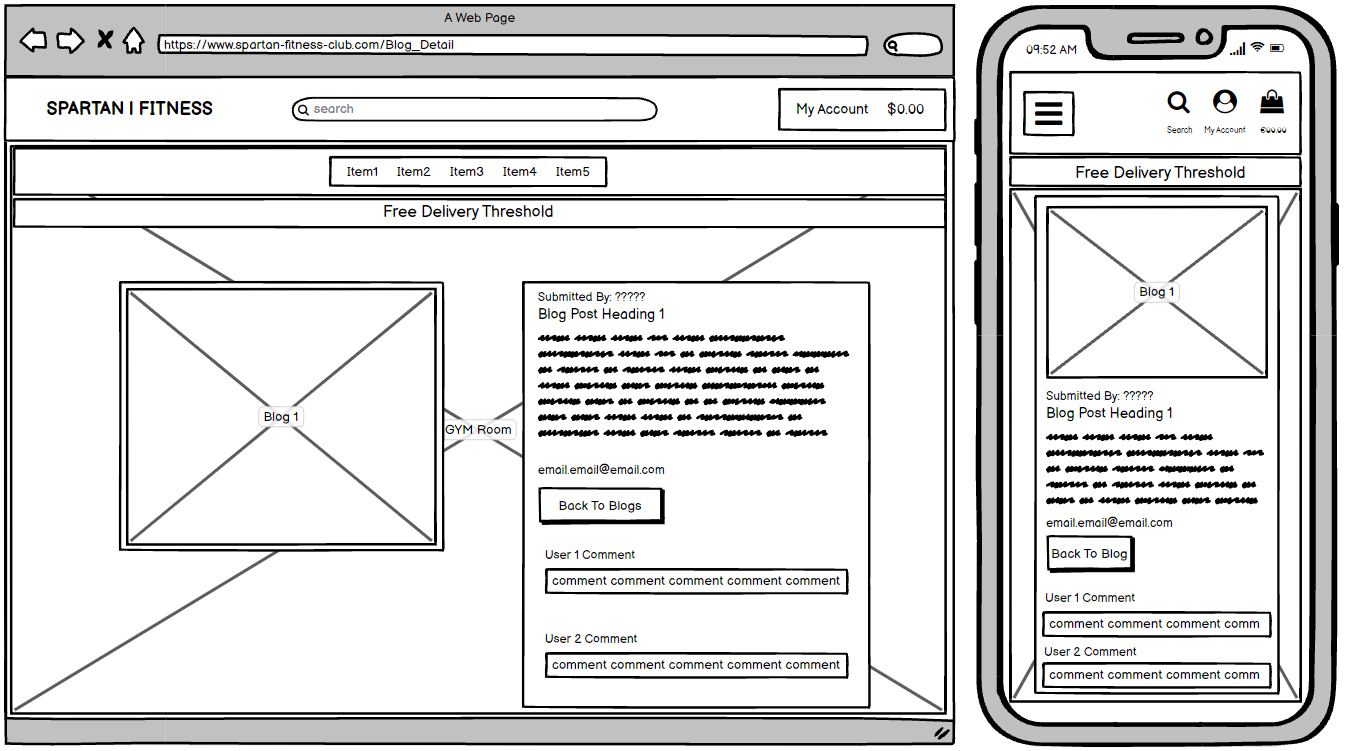 A Web Page
https://www.spartan-fitness-club.com/Blog_Detail
SPARTAN | FITNESS
search
My Account $0.00
Item1 Item2 Item3 Item4 Item5
Free Delivery Threshold
Blog 1
GYM Room
Submitted By: ?????
Blog Post Heading 1
email.email@email.com
Back To Blogs
User 1 Comment
comment comment comment comment comment
User 2 Comment
comment comment comment comment comment
09:52 AM
Search My Account €00.00
Free Delivery Threshold
Blog 1
Submitted By: ?????
Blog Post Heading 1
email.email@email.com
Back To Blog
User 1 Comment
comment comment comment comm
User 2 Comment
comment comment comment comm